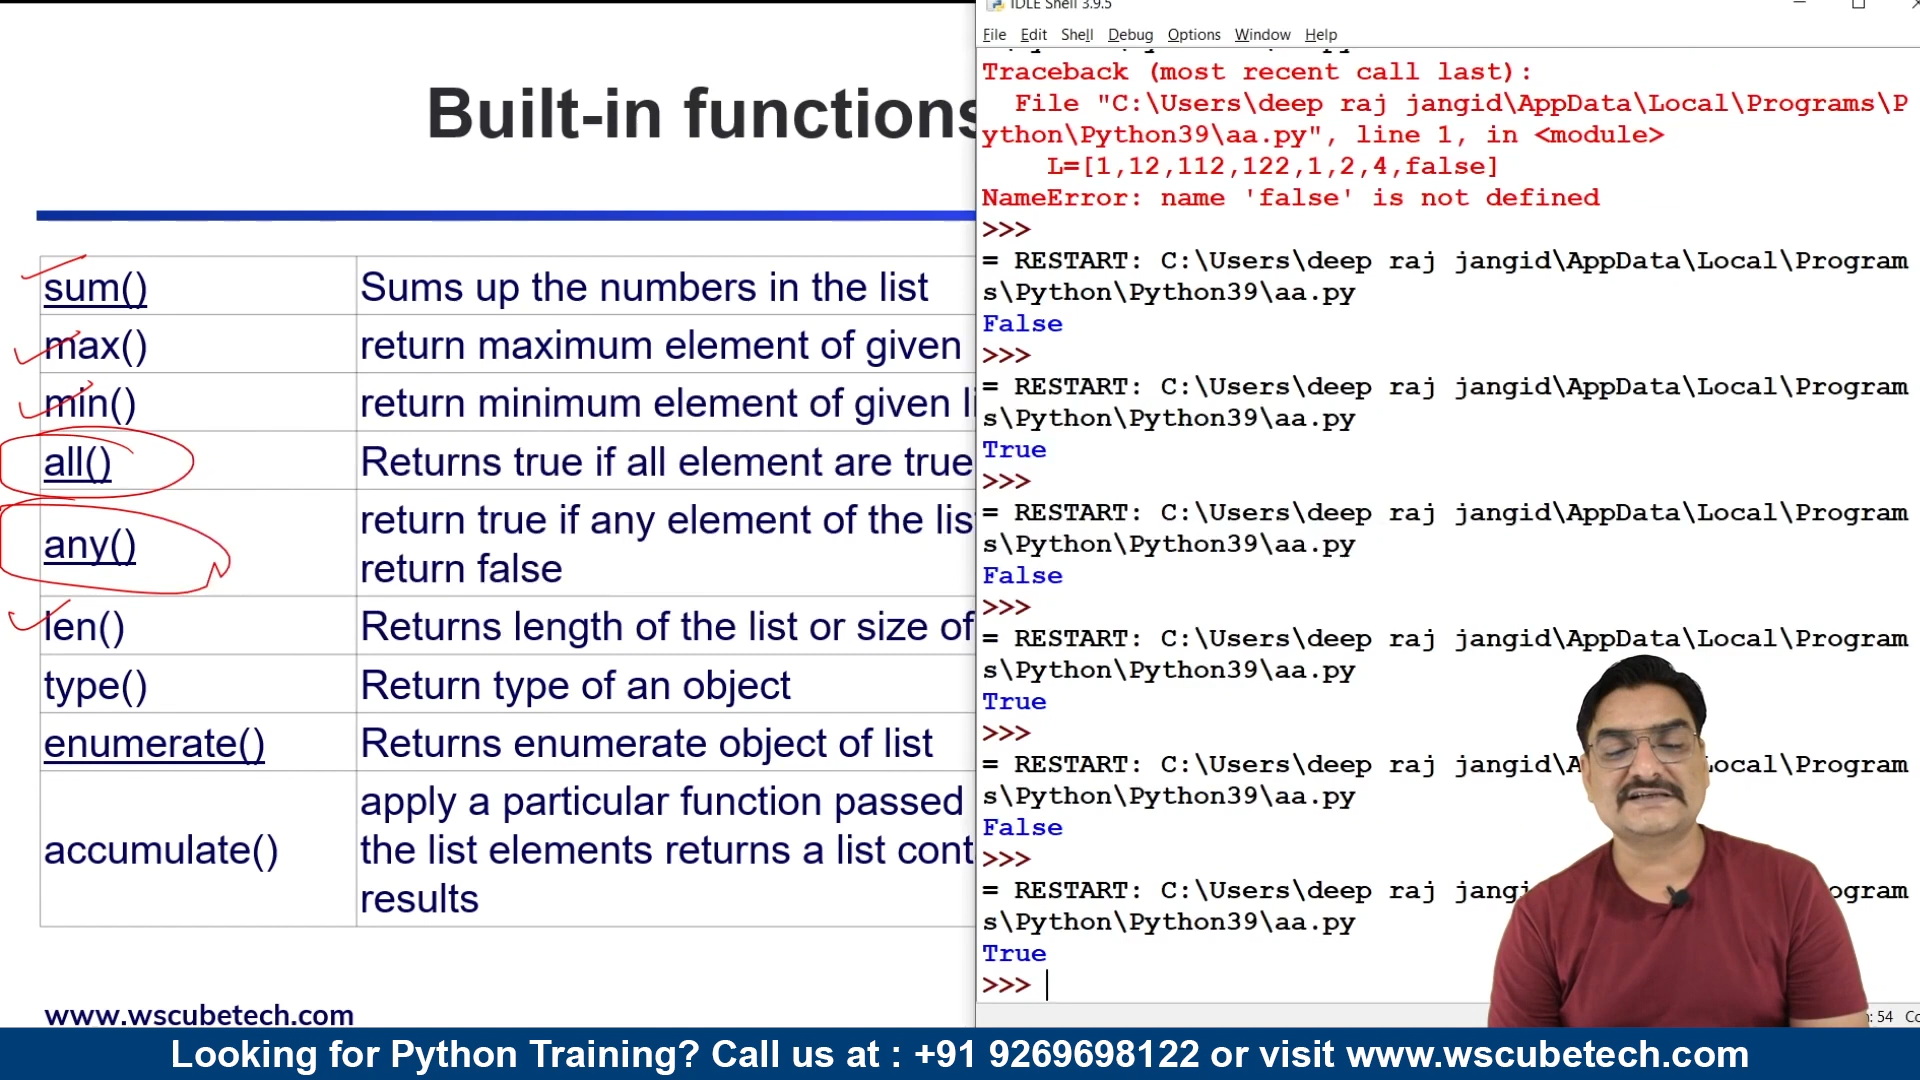 Built-in functions
sum() Sums up the numbers in the list
max() return maximum element of given
min() return minimum element of given li
all() Returns true if all element are true
any() return true if any element of the lis
return false
len() Returns length of the list or size of
type() Return type of an object
enumerate() Returns enumerate object of list
accumulate() apply a particular function passed
the list elements returns a list cont
results
www.wscubetech.com
IDLE Shell 3.9.5
File Edit Shell Debug Options Window Help
Traceback (most recent call last):
File "C:\Users\deep raj jangid\AppData\Local\Programs\P
ython\Python39\aa.py", line 1, in <module>
L=[1,12,112,122,1,2,4,false]
NameError: name 'false' is not defined
>>>
= RESTART: C:\Users\deep raj jangid\AppData\Local\Program
s\Python\Python39\aa.py
False
>>>
= RESTART: C:\Users\deep raj jangid\AppData\Local\Program
s\Python\Python39\aa.py
True
>>>
= RESTART: C:\Users\deep raj jangid\AppData\Local\Program
s\Python\Python39\aa.py
False
>>>
= RESTART: C:\Users\deep raj jangid\AppData\Local\Program
s\Python\Python39\aa.py
True
>>>
= RESTART: C:\Users\deep raj jangid\A Local\Program
s\Python\Python39\aa.py
False
>>>
= RESTART: C:\Users\deep raj jangi ogram
s\Python\Python39\aa.py
True
>>>
: 54 Co
Looking for Python Training? Call us at : +91 9269698122 or visit www.wscubetech.com